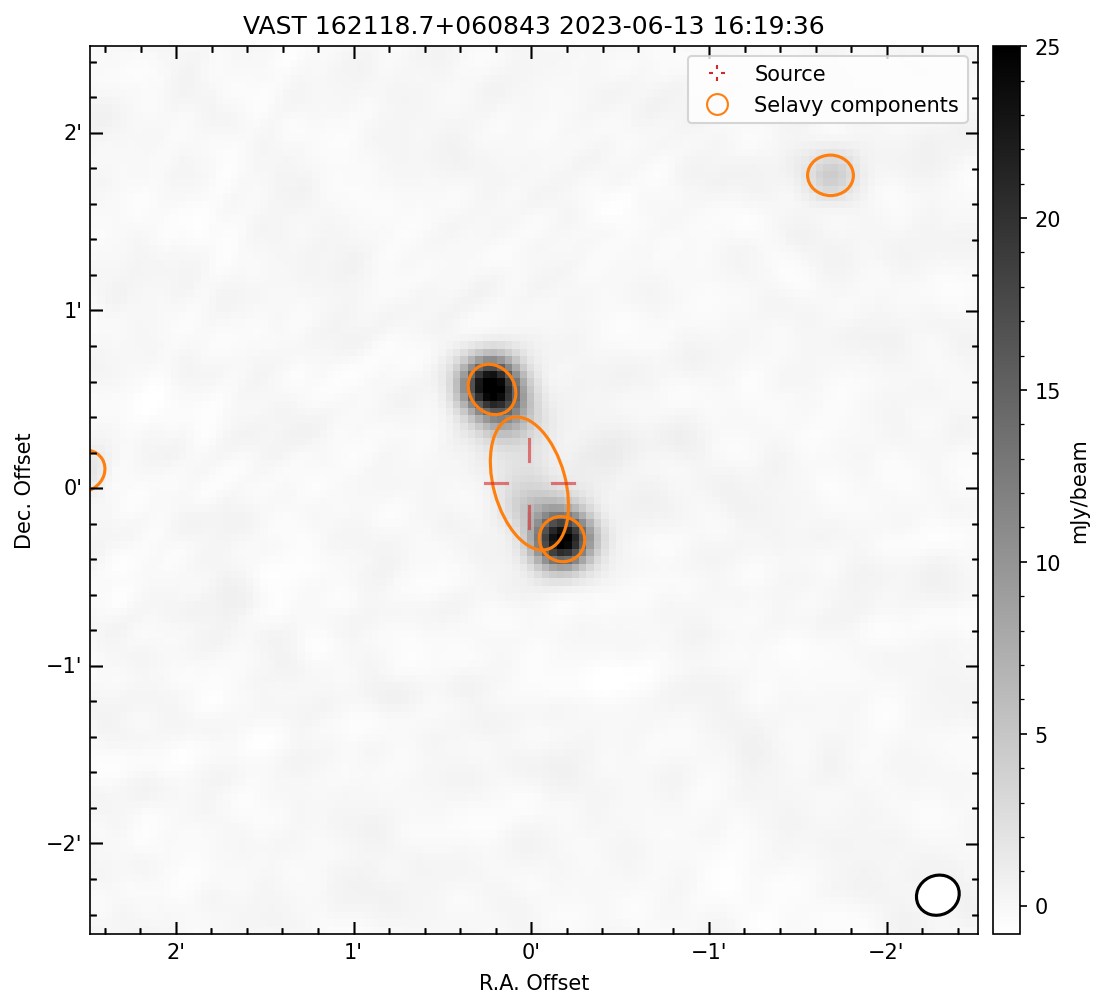 VAST 162118.7+060843 2023-06-13 16:19:36
Source
Selavy components
2'
1'
0'
−1'
−2'
Dec. Offset
2'
1'
0'
−1'
−2'
R.A. Offset
25
20
15
10
5
0
mJy/beam